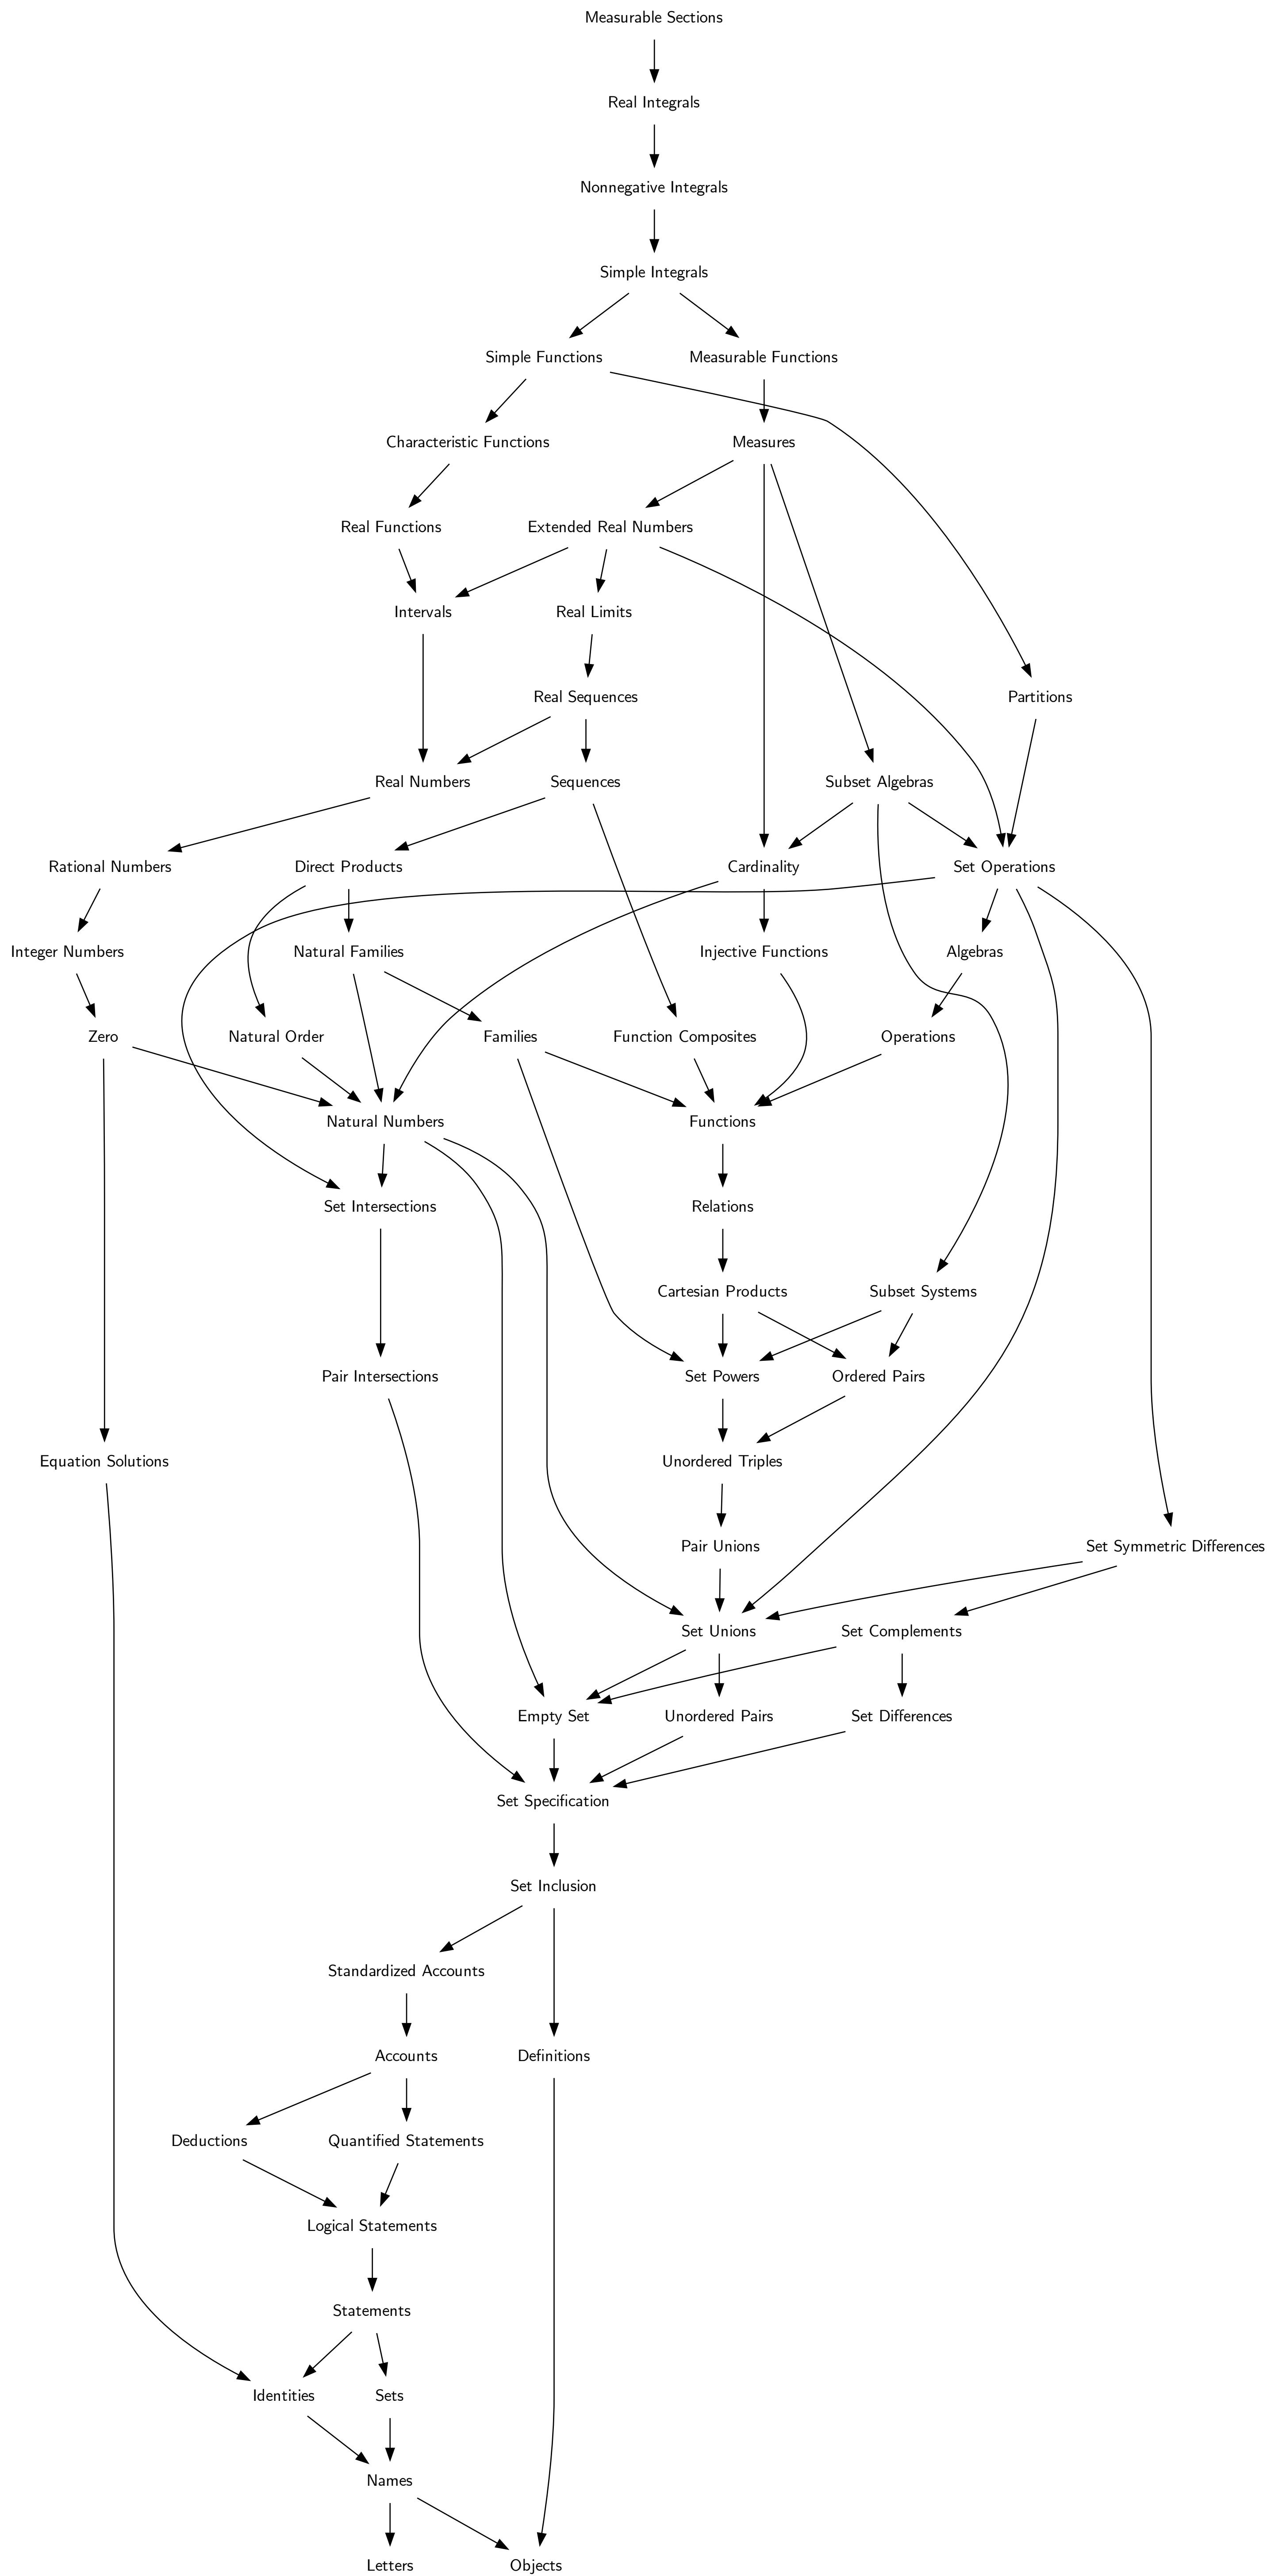 Measurable Sections
Real Integrals
Nonnegative Integrals
Simple Integrals
Simple Functions
Measurable Functions
Characteristic Functions
Measures
Real Functions
Extended Real Numbers
Intervals
Real Limits
Real Sequences
Partitions
Real Numbers
Sequences
Subset Algebras
Rational Numbers
Direct Products
Cardinality
Set Operations
Integer Numbers
Natural Families
Injective Functions
Algebras
Zero
Natural Order
Families
Function Composites
Operations
Natural Numbers
Functions
Set Intersections
Relations
Cartesian Products
Subset Systems
Pair Intersections
Set Powers
Ordered Pairs
Equation Solutions
Unordered Triples
Pair Unions
Set Symmetric Differences
Set Unions
Set Complements
Empty Set
Unordered Pairs
Set Differences
Set Specification
Set Inclusion
Standardized Accounts
Accounts
Definitions
Deductions
Quantified Statements
Logical Statements
Statements
Identities
Sets
Names
Letters
Objects